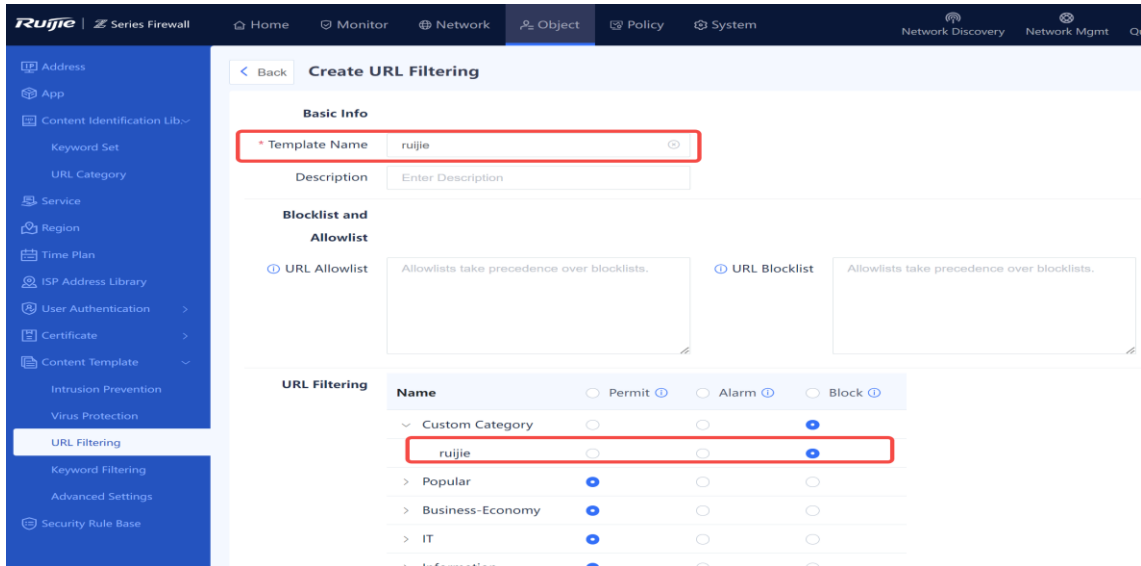 Ruijie | Z Series Firewall
Home
Monitor
Network
Object
Policy
System
Network Discovery
Network Mgmt
Address
App
Content Identification Lib
Keyword Set
URL Category
Service
Region
Time Plan
ISP Address Library
User Authentication
Certificate
Content Template
Intrusion Prevention
Virus Protection
URL Filtering
Keyword Filtering
Advanced Settings
Security Rule Base
Back
Create URL Filtering
Basic Info
* Template Name ruijie
Description Enter Description
Blocklist and
Allowlist
URL Allowlist Allowlists take precedence over blocklists.
URL Blocklist Allowlists take precedence over blocklists.
URL Filtering
Name Permit Alarm Block
Custom Category
ruijie
Popular
Business-Economy
IT
Information